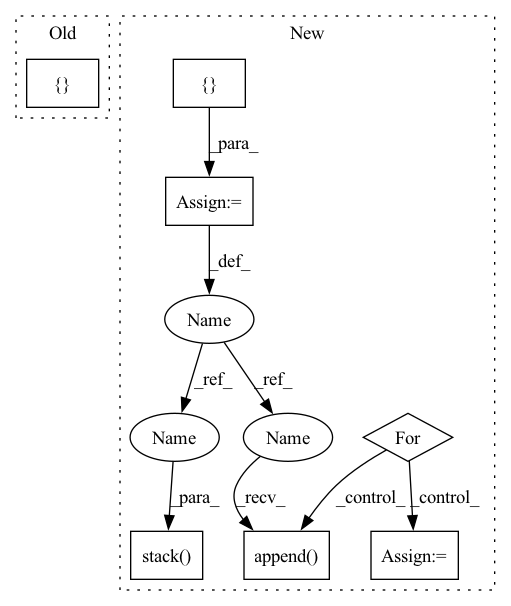 Old
New
{}
{}
_para_
Assign:=
_def_
Name
_ref_
_ref_
Name
Name
For
_para_
_recv_
_control_
_control_
stack()
append()
Assign:=